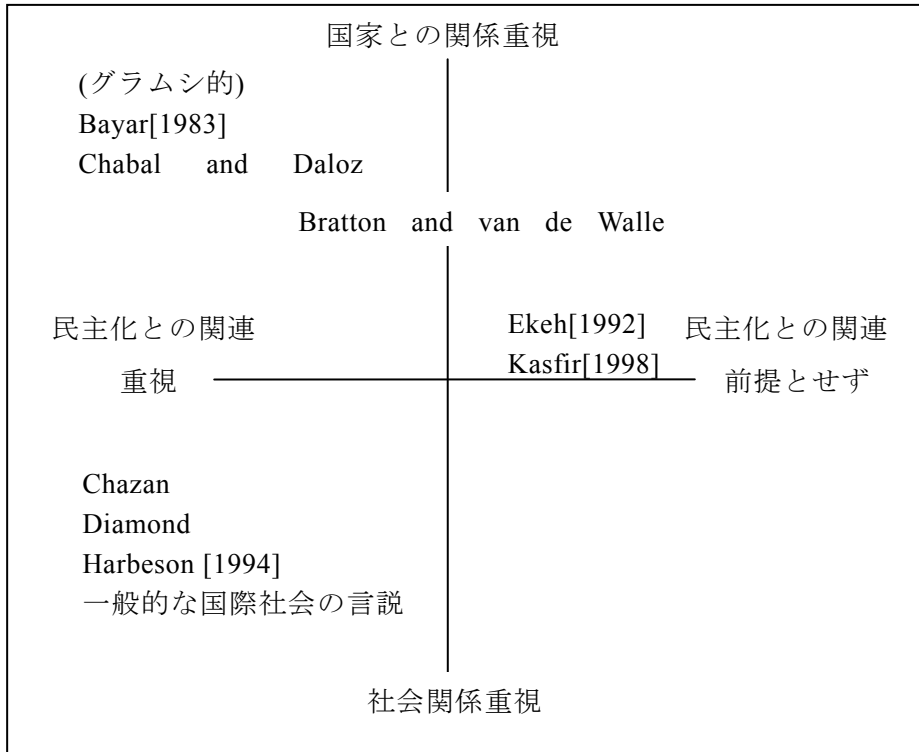 国家との関係重視
(グラムシ的)
Bayar[1983]
Chabal and Daloz
Bratton and van de Walle
民主化との関連
重視
Ekeh[1992]
Kasfir[1998]
民主化との関連
前提とせず
Chazan
Diamond
Harbeson [1994]
一般的な国際社会の言説
社会関係重視